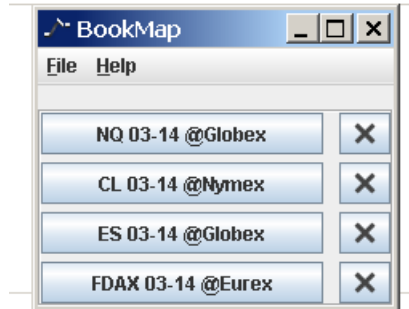 BookMap
File Help
NQ 03-14 @Globex
CL 03-14 @Nymex
ES 03-14 @Globex
FDAX 03-14 @Eurex